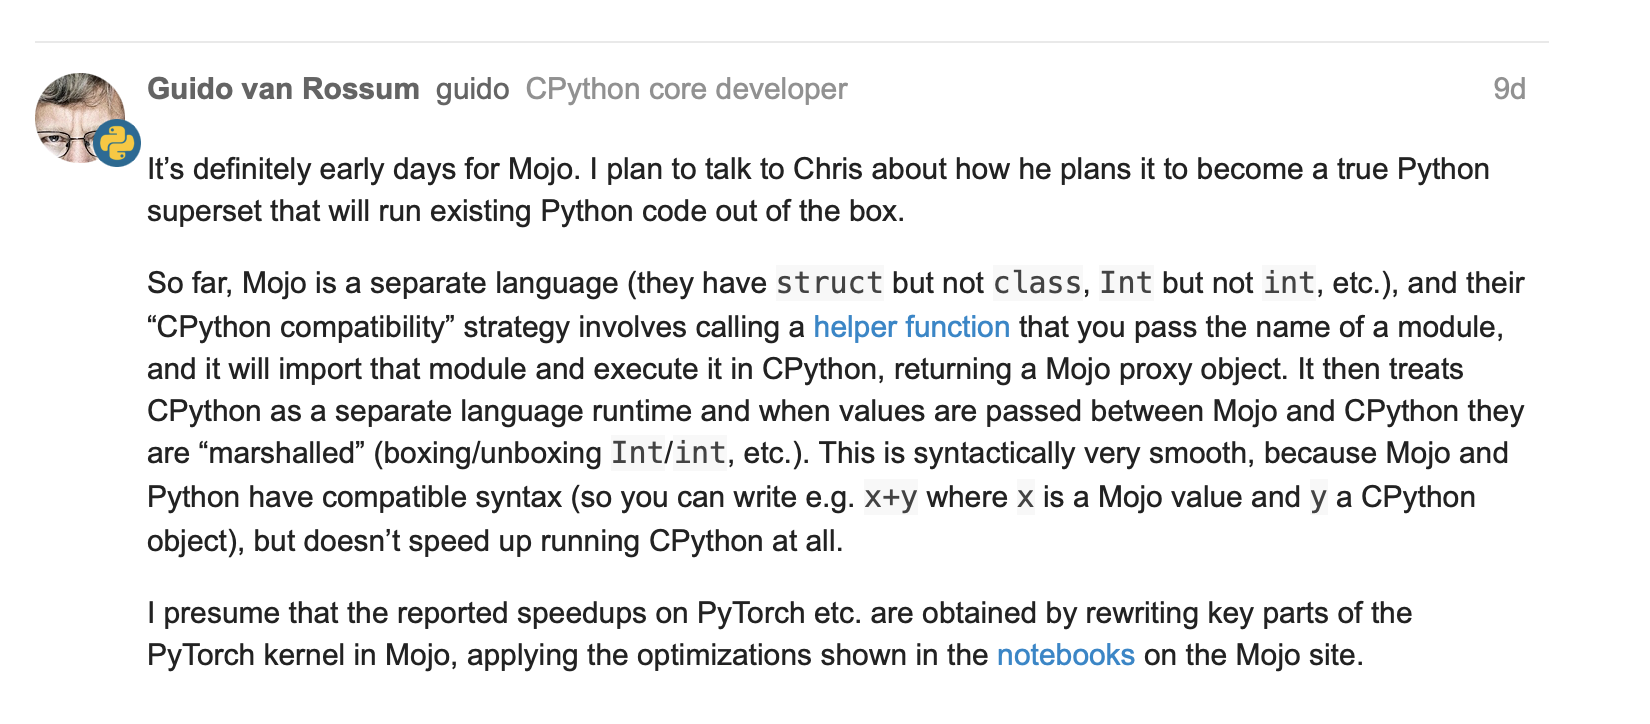 Guido van Rossum guido CPython core developer 9d
It’s definitely early days for Mojo. I plan to talk to Chris about how he plans it to become a true Python
superset that will run existing Python code out of the box.
So far, Mojo is a separate language (they have struct but not class, Int but not int, etc.), and their
“CPython compatibility” strategy involves calling a helper function that you pass the name of a module,
and it will import that module and execute it in CPython, returning a Mojo proxy object. It then treats
CPython as a separate language runtime and when values are passed between Mojo and CPython they
are “marshalled” (boxing/unboxing Int/int, etc.). This is syntactically very smooth, because Mojo and
Python have compatible syntax (so you can write e.g. x+y where x is a Mojo value and y a CPython
object), but doesn’t speed up running CPython at all.
I presume that the reported speedups on PyTorch etc. are obtained by rewriting key parts of the
PyTorch kernel in Mojo, applying the optimizations shown in the notebooks on the Mojo site.